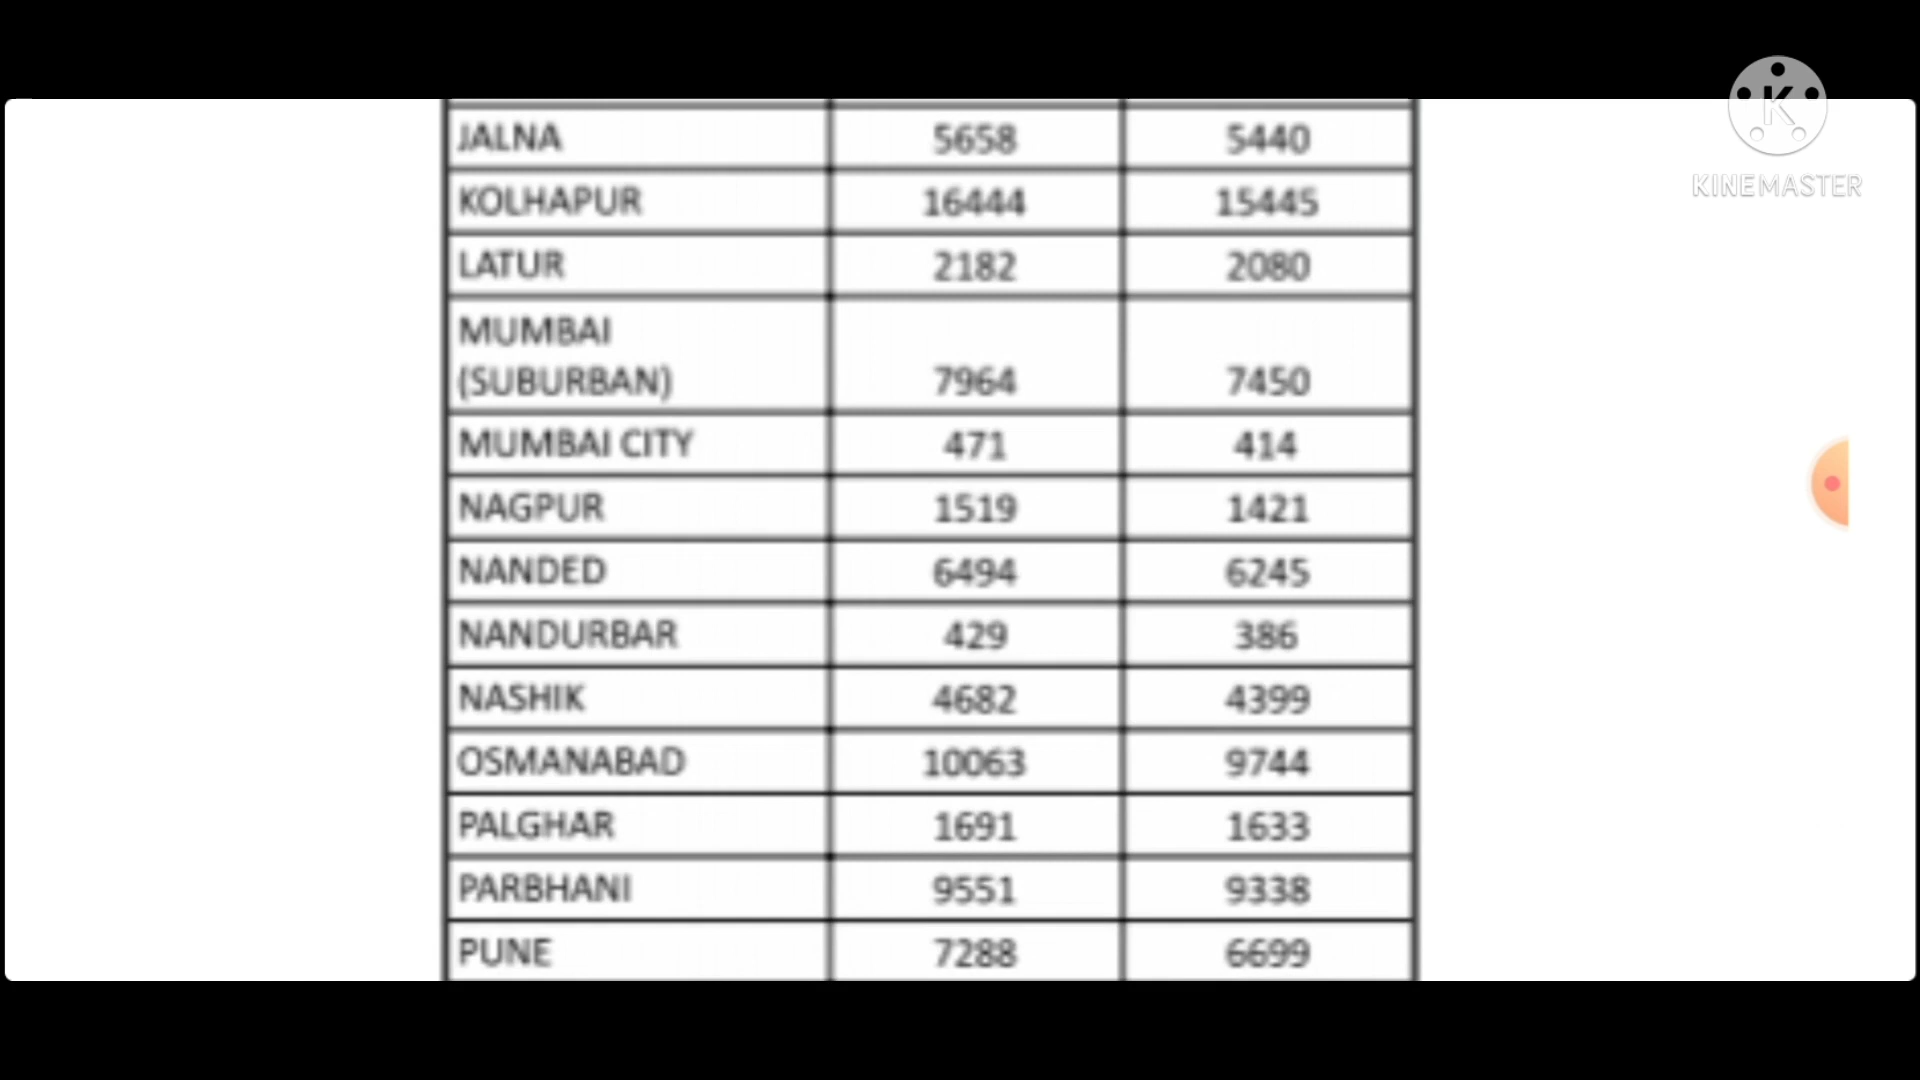 JALNA 5658 5440
KOLHAPUR 16444 15445
LATUR 2182 2080
MUMBAI
(SUBURBAN) 7964 7450
MUMBAI CITY 471 414
NAGPUR 1519 1421
NANDED 6494 6245
NANDURBAR 429 386
NASHIK 4682 4399
OSMANABAD 10063 9744
PALGHAR 1691 1633
PARBHANI 9551 9338
PUNE 7288 6699
K
KINEMASTER